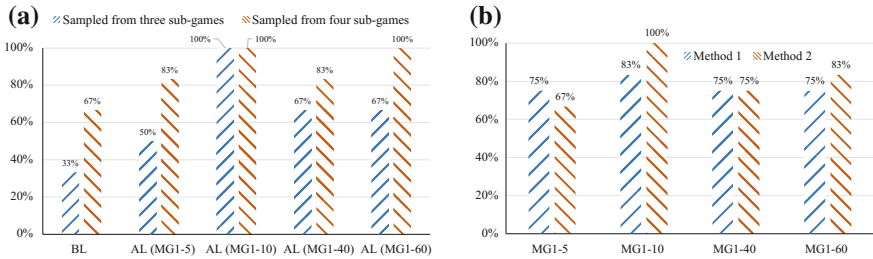 (a)
Sampled from three sub-games
Sampled from four sub-games
100%
80%
60%
40%
20%
0%
33%
67%
50%
83%
100%
100%
67%
83%
67%
100%
BL
AL (MG1-5)
AL (MG1-10)
AL (MG1-40)
AL (MG1-60)
(b)
Method 1
Method 2
100%
80%
60%
40%
20%
0%
75%
67%
83%
100%
75%
75%
75%
83%
MG1-5
MG1-10
MG1-40
MG1-60